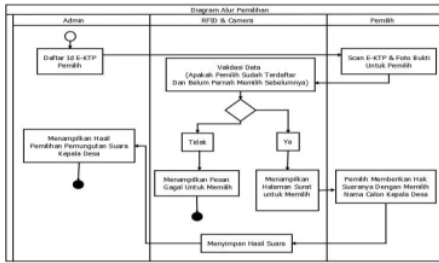 Diagram Alur Pemilihan
Admin
RFID & Camera
Pemilih
Daftar Id E-KTP
Pemilih
Scan E-KTP & Foto Bukti
Untuk Pemilih
Validasi Data
(Apakah Pemilih Sudah Terdaftar
Dan Belum Pernah Memilih Sebelumnya)
Tidak
Ya
Menampilkan Hasil
Pemilihan Pemungutan Suara
Kepala Desa
Menampilkan Pesan
Gagal Untuk Memilih
Menampilkan
Halaman Surat
untuk Memilih
Pemilih Memberikan Hak
Suaranya Dengan Memilih
Nama Calon Kepala Desa
Menyimpan Hasil Suara